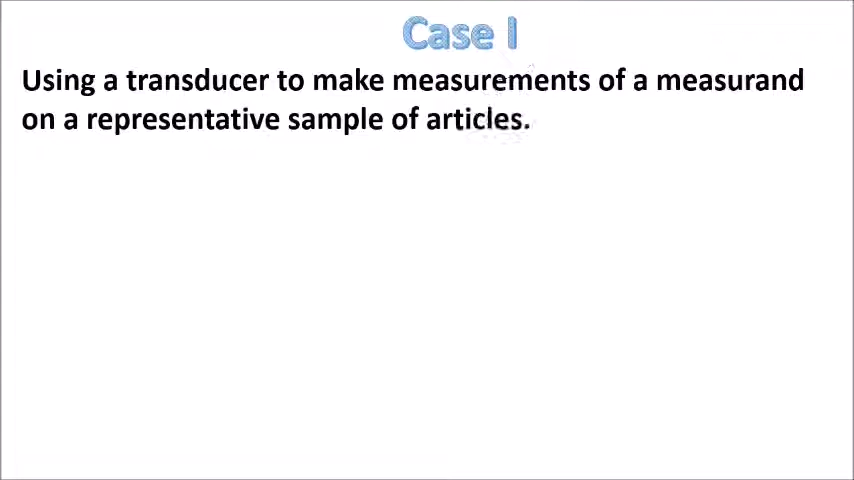 Case I
Using a transducer to make measurements of a measurand
on a representative sample of articles.